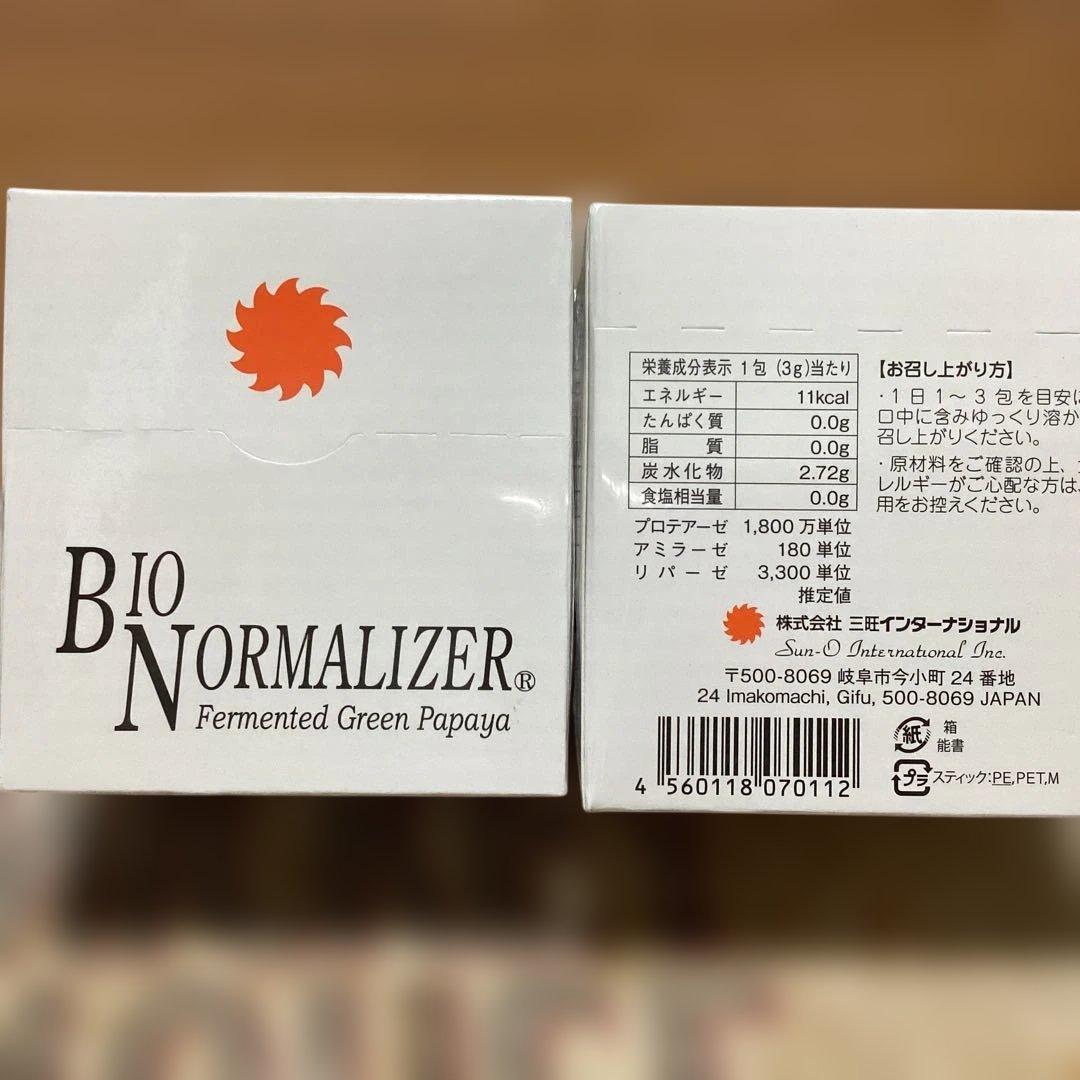 BIO
NORMALIZER®
Fermented Green Papaya
栄養成分表示 1包 (3g)当たり
エネルギー 11kcal
たんぱく質 0.0g
脂 質 0.0g
炭水化物 2.72g
食塩相当量 0.0g
プロテアーゼ 1,800万単位
アミラーゼ 180単位
リパーゼ 3,300単位
推定値
【お召し上がり方】
・1日1〜3包を目安に
口中に含みゆっくり溶か
召し上がりください。
・原材料をご確認の上、
レルギーがご心配な方は、
用をお控えください。
株式会社 三旺インターナショナル
Sun-O International Inc.
〒500-8069 岐阜市今小町24番地
24 Imakomachi, Gifu, 500-8069 JAPAN
4 560118 070112
紙 箱
能書
プラ スティック:PE,PET,M